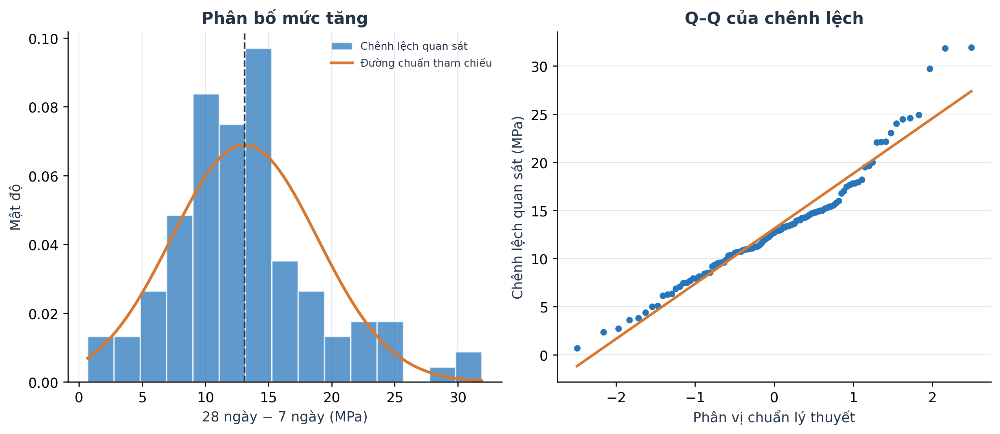 Phân bố mức tăng
Mật độ
0.10
0.08
0.06
0.04
0.02
0.00
Chênh lệch quan sát
Đường chuẩn tham chiếu
0 5 10 15 20 25 30
28 ngày − 7 ngày (MPa)
Q–Q của chênh lệch
Chênh lệch quan sát (MPa)
30
25
20
15
10
5
0
−2 −1 0 1 2
Phân vị chuẩn lý thuyết